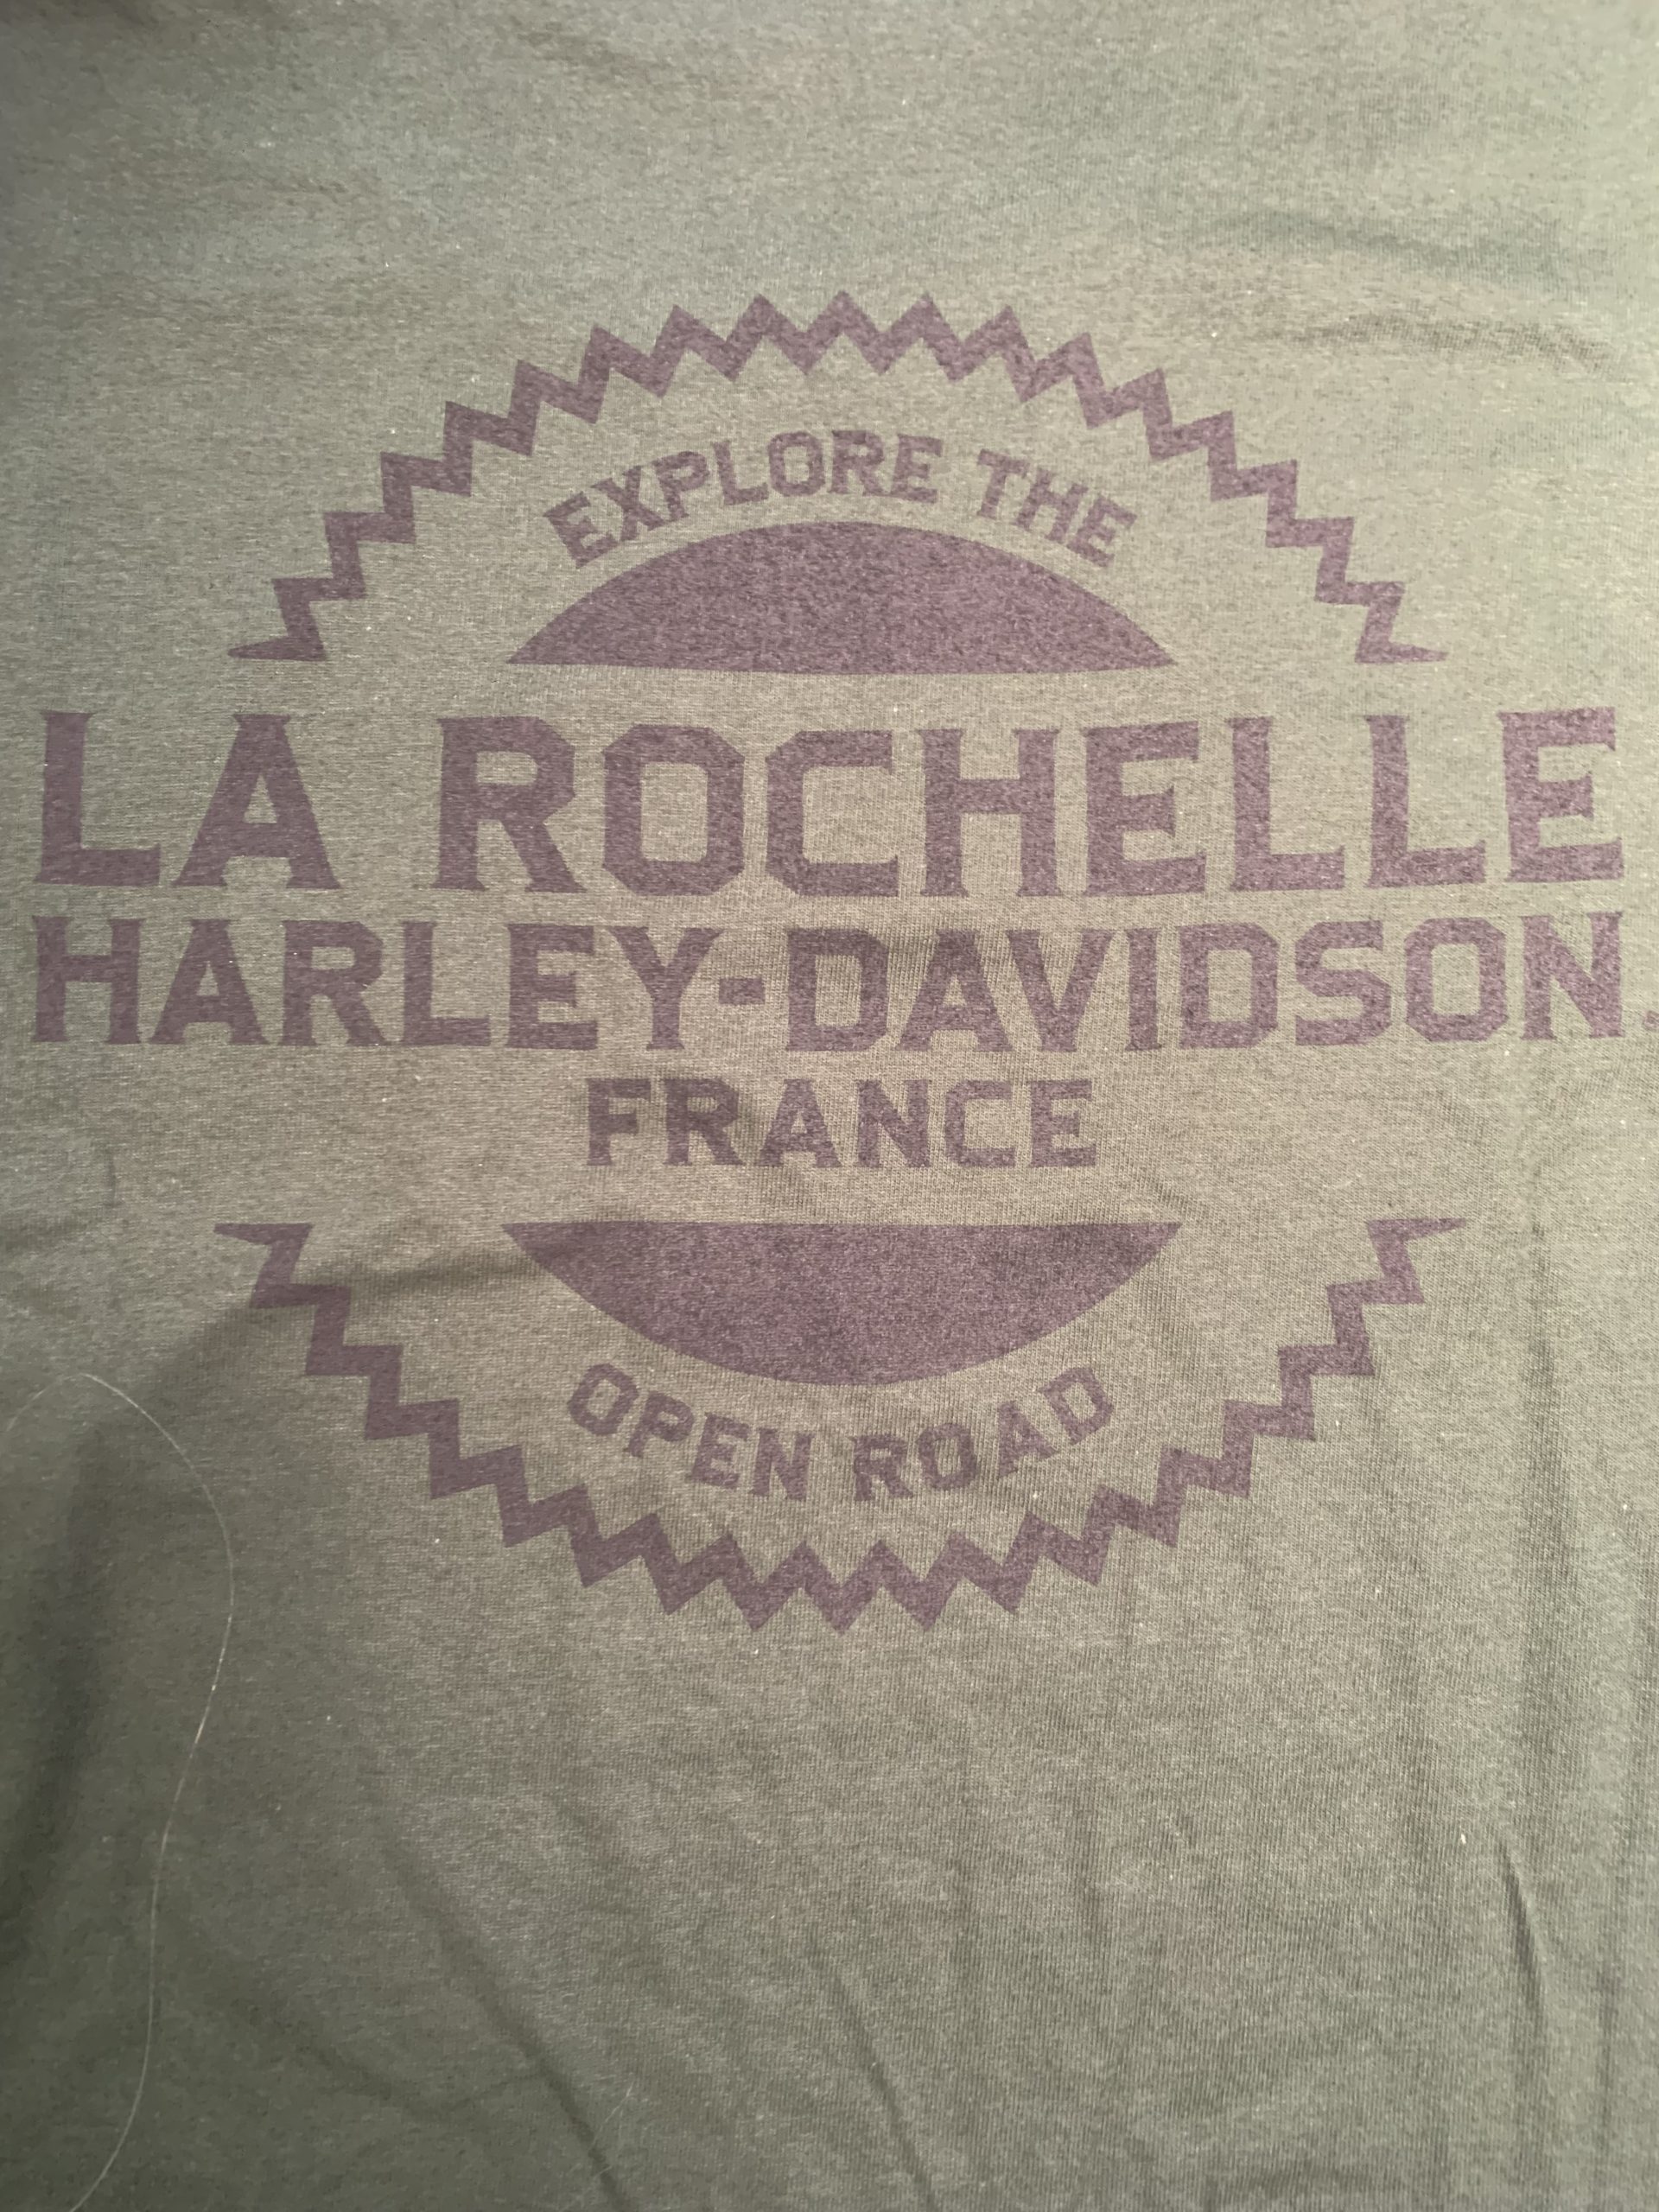 EXPLORE THE
LA ROCHELLE
HARLEY-DAVIDSON
FRANCE
OPEN ROAD